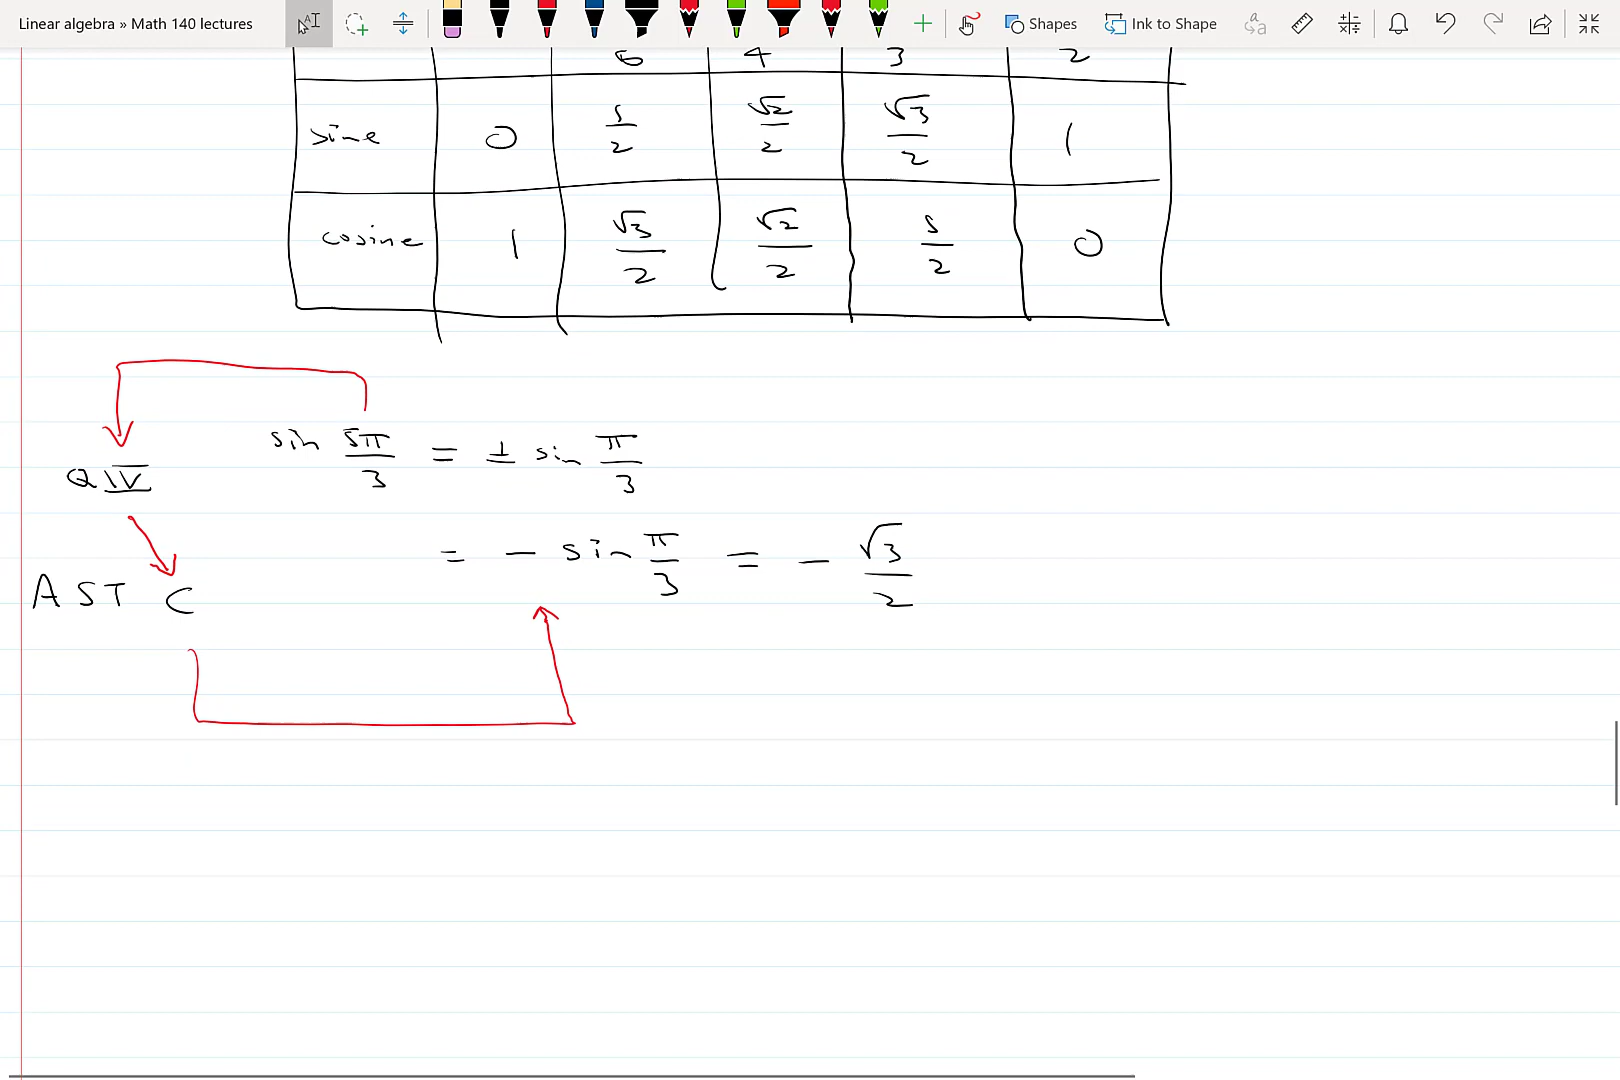 Linear algebra » Math 140 lectures
Shapes
Ink to Shape
6 4 3 2
sine 0 1/2 √2/2 √3/2 1
cosine 1 √3/2 √2/2 1/2 0
sin 5π/3 = ± sin π/3
QIV
= - sin π/3 = - √3/2
A S T C